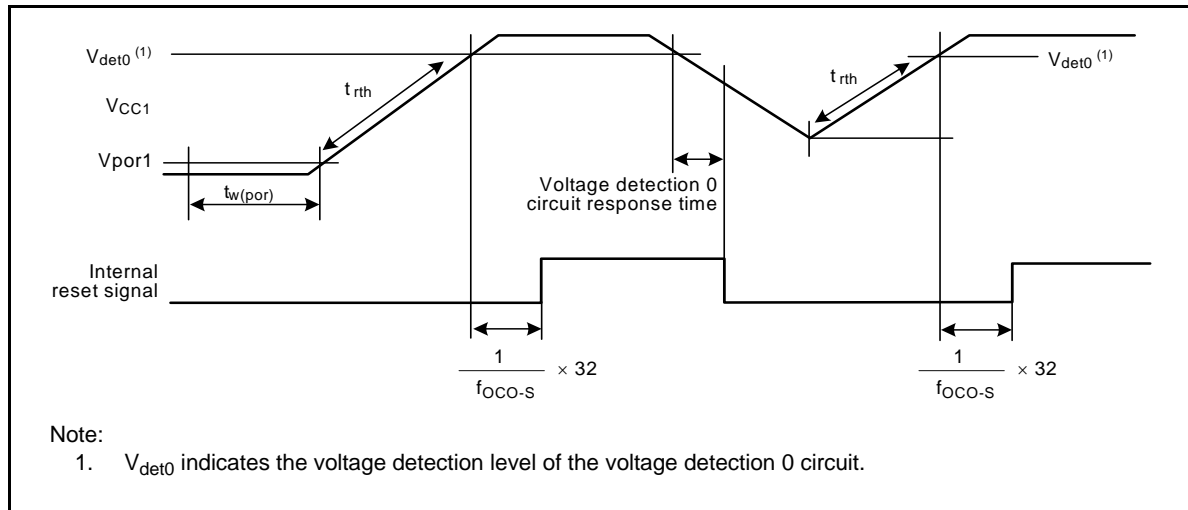 Vdet0 (1)
trth
trth
Vdet0 (1)
VCC1
Vpor1
tw(por)
Voltage detection 0
circuit response time
Internal
reset signal
1
fOCO-S
× 32
1
fOCO-S
× 32
Note:
1. Vdet0 indicates the voltage detection level of the voltage detection 0 circuit.